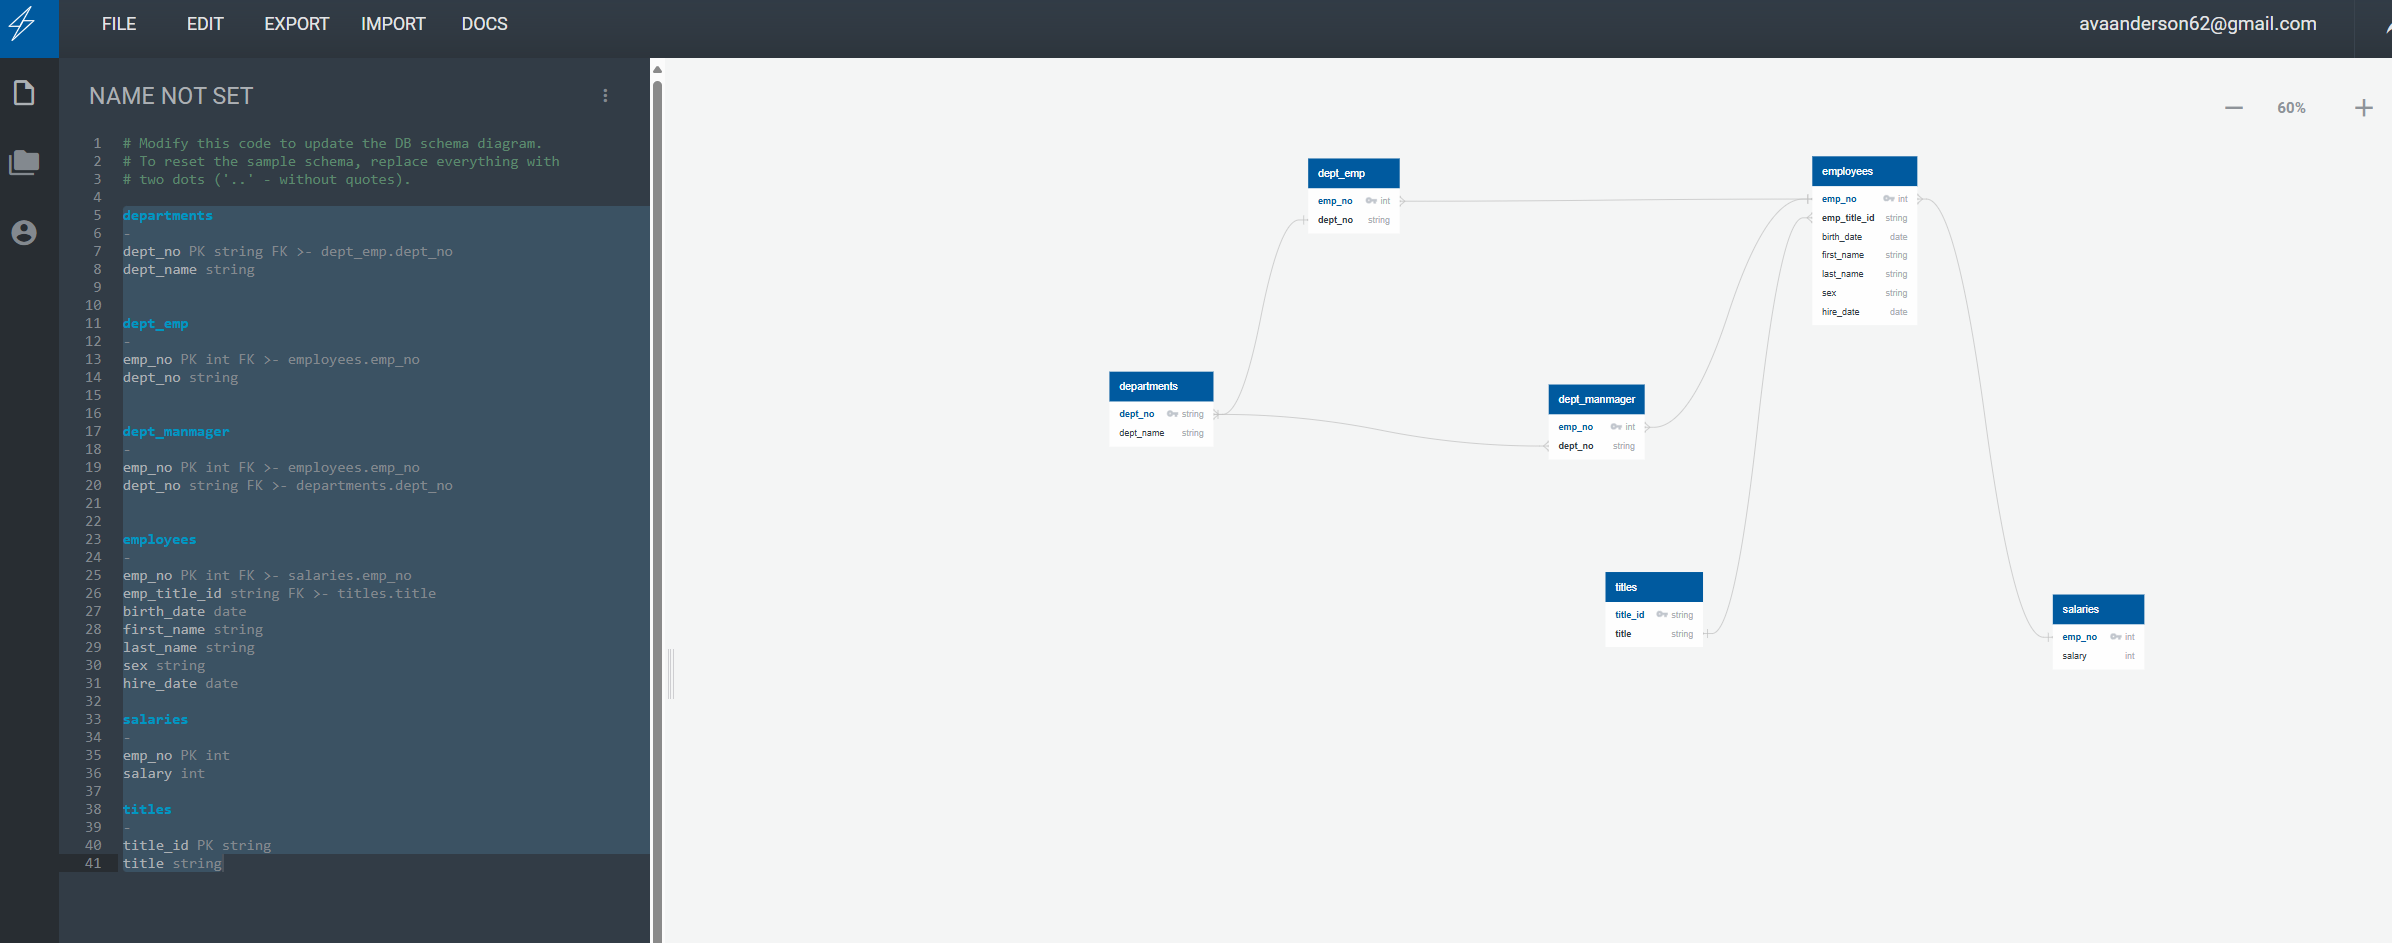 FILE EDIT EXPORT IMPORT DOCS avaanderson62@gmail.com
NAME NOT SET
1 # Modify this code to update the DB schema diagram.
2 # To reset the sample schema, replace everything with
3 # two dots ('..' - without quotes).
4
5 departments
6 -
7 dept_no PK string FK >- dept_emp.dept_no
8 dept_name string
9
10
11 dept_emp
12 -
13 emp_no PK int FK >- employees.emp_no
14 dept_no string
15
16
17 dept_manmager
18 -
19 emp_no PK int FK >- employees.emp_no
20 dept_no string FK >- departments.dept_no
21
22
23 employees
24 -
25 emp_no PK int FK >- salaries.emp_no
26 emp_title_id string FK >- titles.title
27 birth_date date
28 first_name string
29 last_name string
30 sex string
31 hire_date date
32
33 salaries
34 -
35 emp_no PK int
36 salary int
37
38 titles
39 -
40 title_id PK string
41 title string
60%
dept_emp
emp_no int
dept_no string
employees
emp_no int
emp_title_id string
birth_date date
first_name string
last_name string
sex string
hire_date date
departments
dept_no string
dept_name string
dept_manmager
emp_no int
dept_no string
titles
title_id string
title string
salaries
emp_no int
salary int